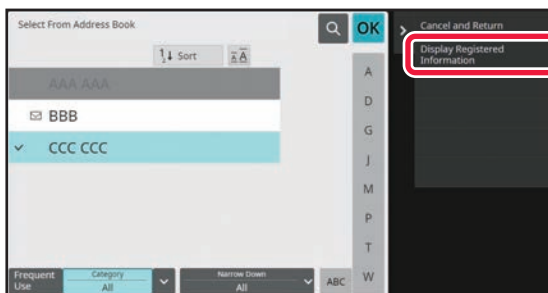 Select From Address Book
OK
Cancel and Return
Display Registered
Information
1↓ Sort
AAA AAA
BBB
CCC CCC
A
D
G
J
M
P
T
W
Frequent
Use
Category
All
Narrow Down
All
ABC